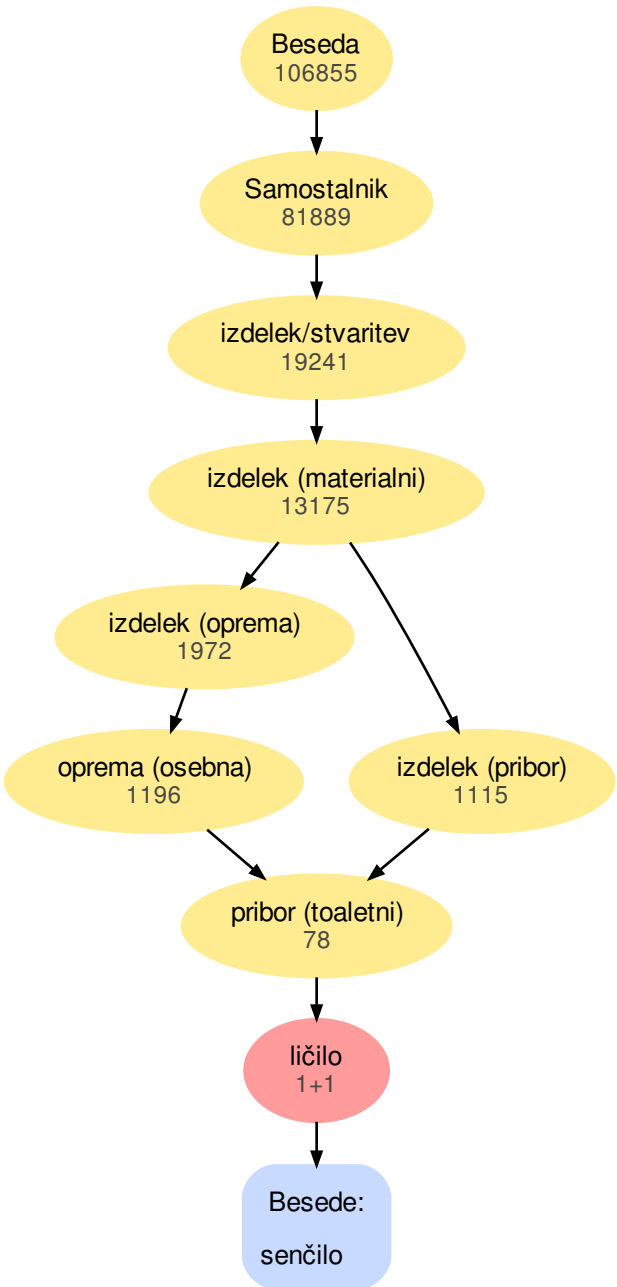 Beseda
106855
Samostalnik
81889
izdelek/stvaritev
19241
izdelek (materialni)
13175
izdelek (oprema)
1972
oprema (osebna)
1196
izdelek (pribor)
1115
pribor (toaletni)
78
ličilo
1+1
Besede:
senčilo